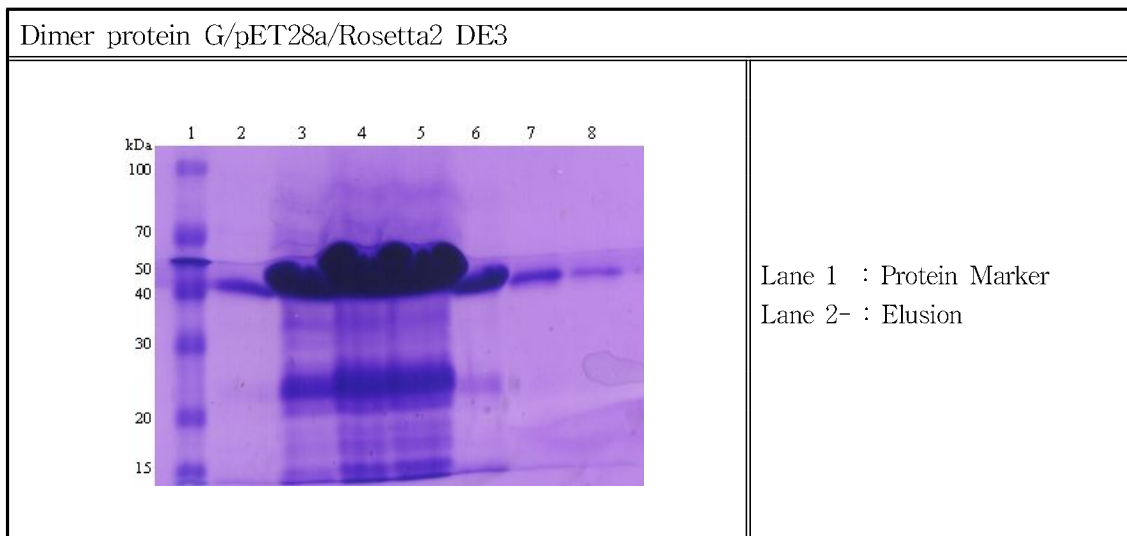 Dimer protein G/pET28a/Rosetta2 DE3
1 2 3 4 5 6 7 8
kDa
100
70
50
40
30
20
15
Lane 1 : Protein Marker
Lane 2- : Elusion